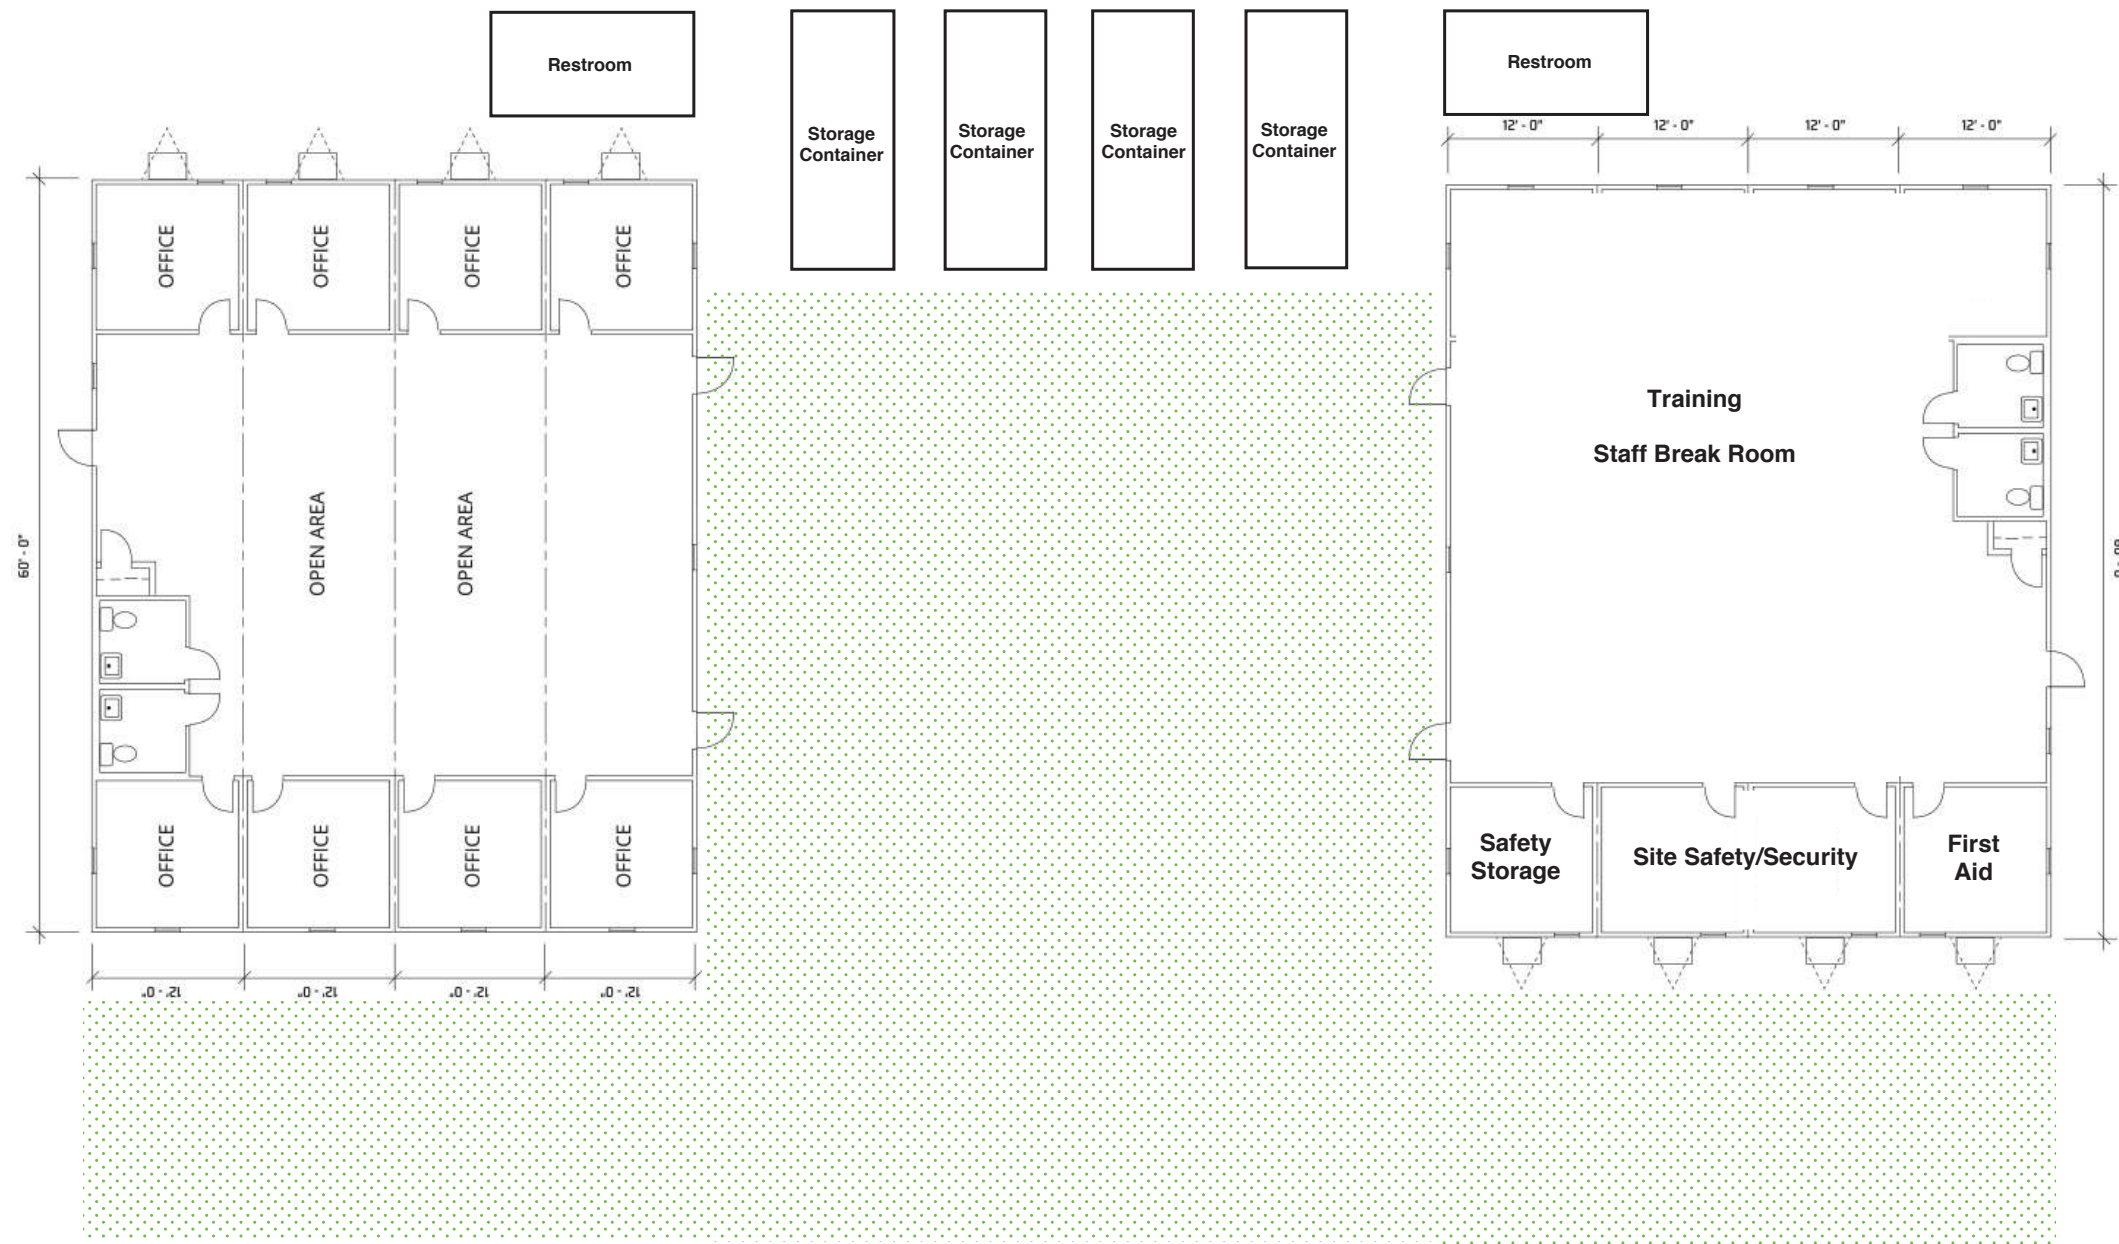 Restroom
Storage
Container
Storage
Container
Storage
Container
Storage
Container
Restroom
12' - 0"
12' - 0"
12' - 0"
12' - 0"
OFFICE
OFFICE
OFFICE
OFFICE
60' - 0"
OPEN AREA
OPEN AREA
Training
Staff Break Room
OFFICE
OFFICE
OFFICE
OFFICE
Safety
Storage
Site Safety/Security
First
Aid
12' - 0"
12' - 0"
12' - 0"
12' - 0"